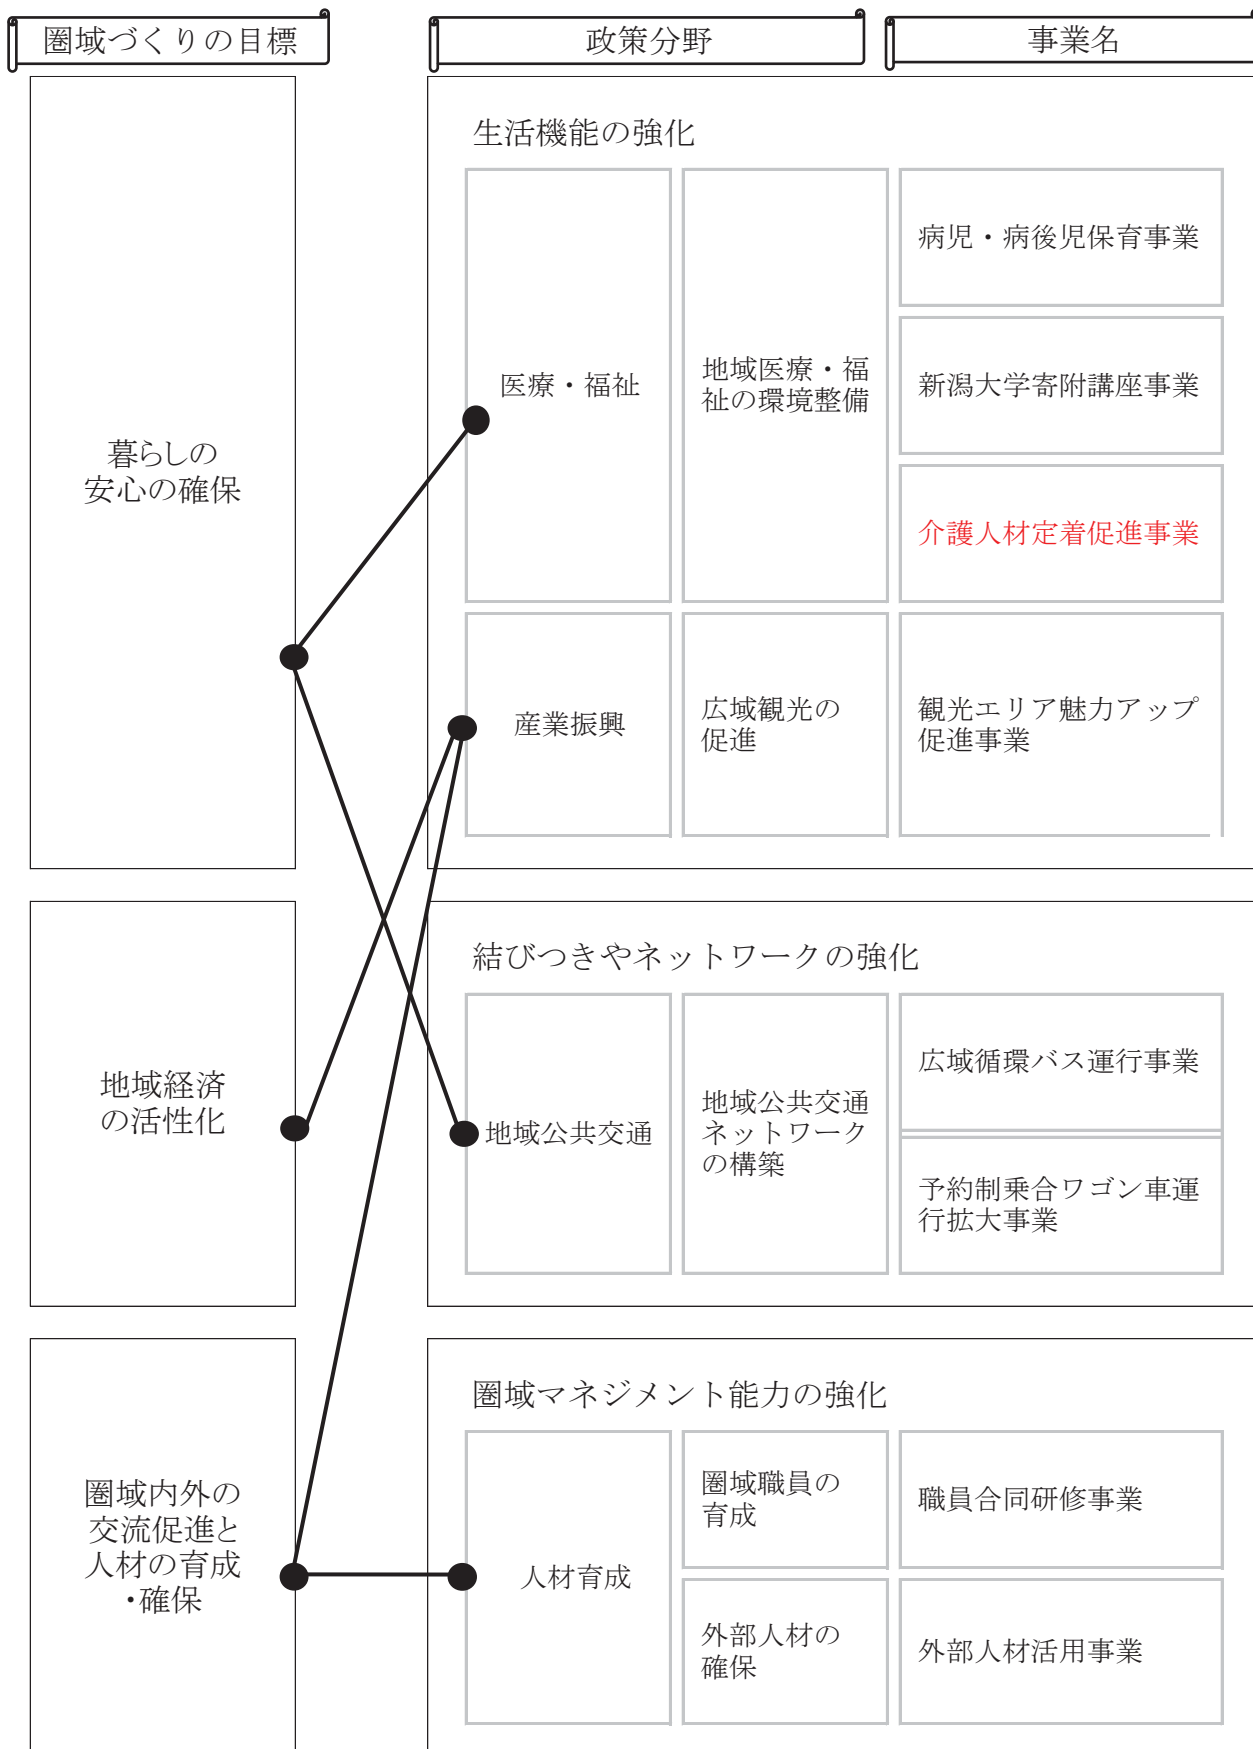 圏域づくりの目標
政策分野
事業名
暮らしの
安心の確保
生活機能の強化
医療・福祉
地域医療・福
祉の環境整備
病児・病後児保育事業
新潟大学寄附講座事業
介護人材定着促進事業
産業振興
広域観光の
促進
観光エリア魅力アップ
促進事業
地域経済
の活性化
結びつきやネットワークの強化
地域公共交通
地域公共交通
ネットワーク
の構築
広域循環バス運行事業
予約制乗合ワゴン車運
行拡大事業
圏域内外の
交流促進と
人材の育成
・確保
圏域マネジメント能力の強化
人材育成
圏域職員の
育成
職員合同研修事業
外部人材の
確保
外部人材活用事業